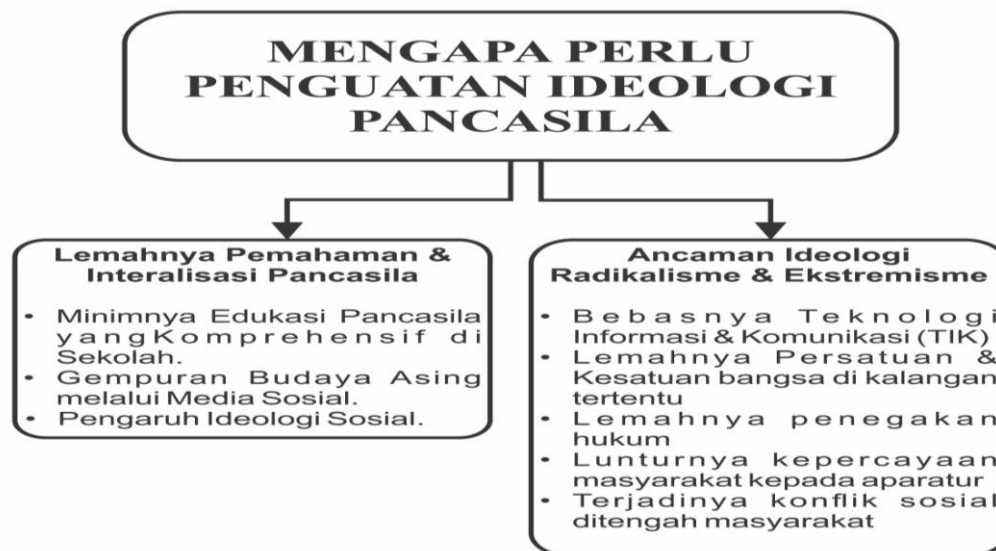 MENGAPA PERLU
PENGUATAN IDEOLOGI
PANCASILA
Lemahnya Pemahaman &
Interalisasi Pancasila
• Minimnya Edukasi Pancasila
yangKomprehensif di
Sekolah.
• Gempuran Budaya Asing
melalui Media Sosial.
• Pengaruh Ideologi Sosial.
Ancaman Ideologi
Radikalisme & Ekstremisme
• Bebasnya Teknologi
Informasi & Komunikasi (TIK)
• Lemahnya Persatuan &
Kesatuan bangsa di kalangan
tertentu
• Lemahnya penegakan
hukum
• Lunturnya kepercayaan
masyarakat kepada aparatur
• Terjadinya konflik sosial
ditengah masyarakat